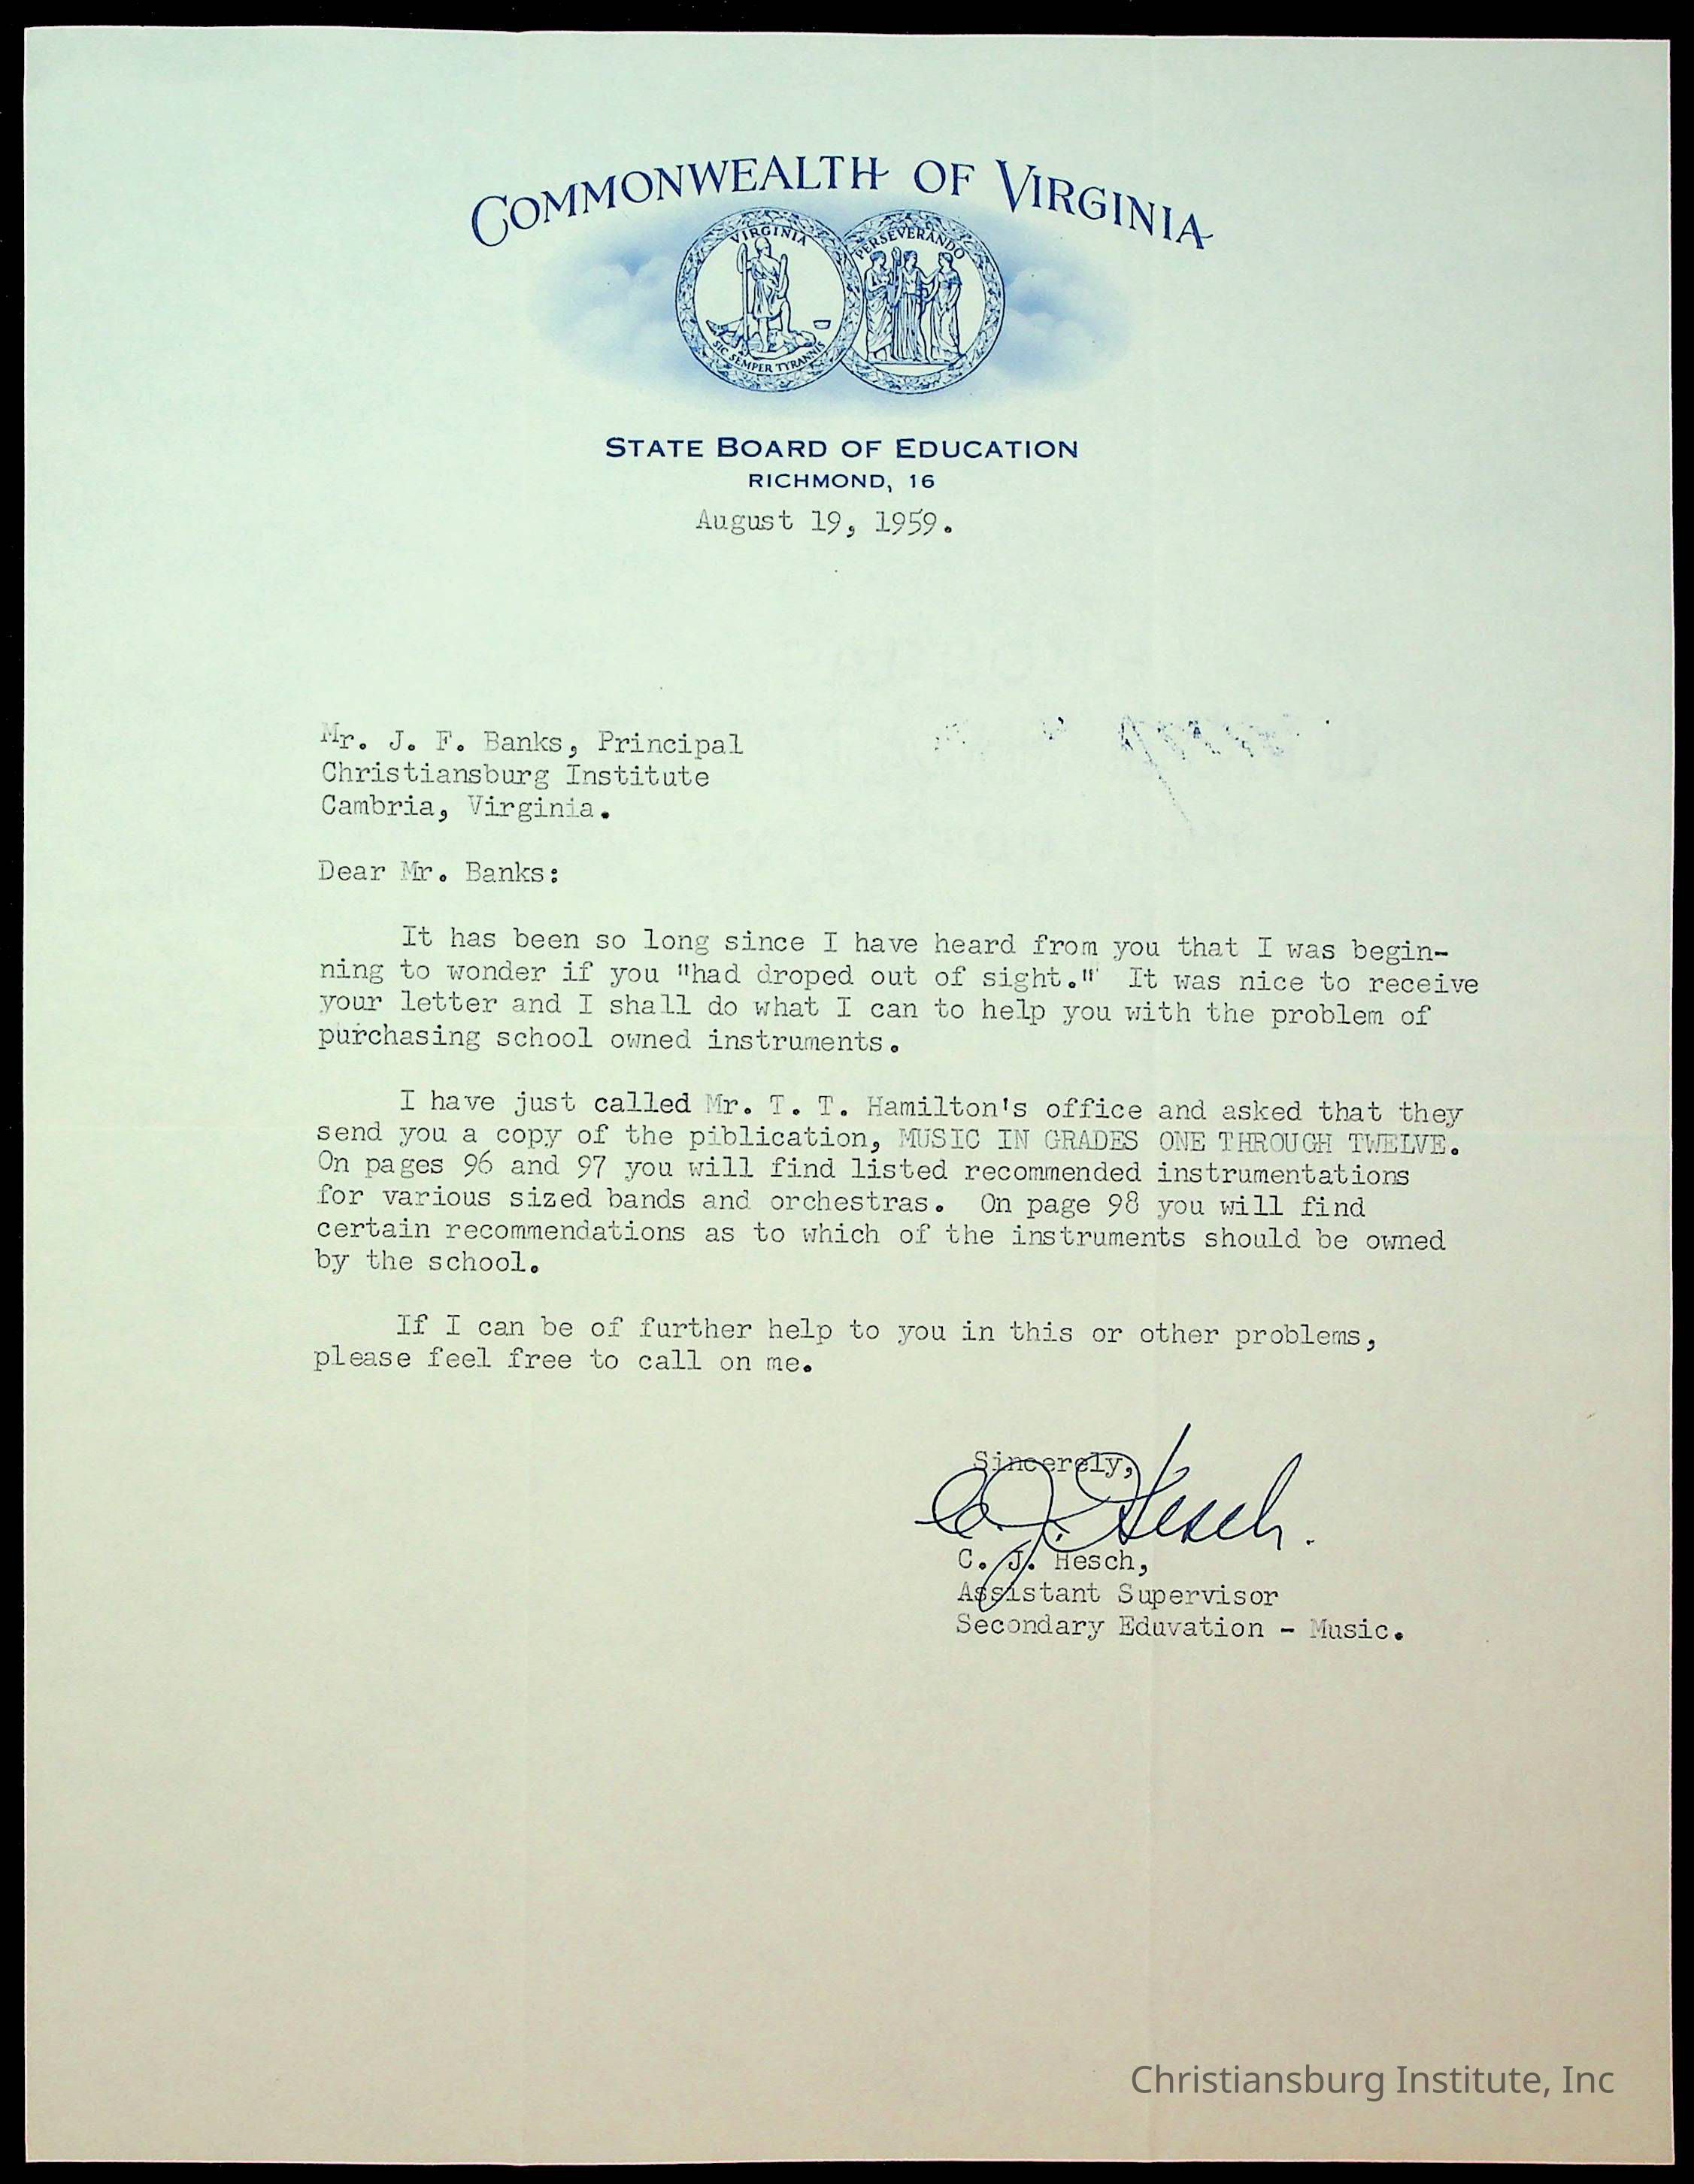 COMMONWEALTH OF VIRGINIA
VIRGINIA
PERSEVERANDO
SIC SEMPER TYRANNIS
STATE BOARD OF EDUCATION
RICHMOND, 16
August 19, 1959.
Mr. J. F. Banks, Principal
Christiansburg Institute
Cambria, Virginia.
Dear Mr. Banks:
It has been so long since I have heard from you that I was begin-
ning to wonder if you "had droped out of sight." It was nice to receive
your letter and I shall do what I can to help you with the problem of
purchasing school owned instruments.
I have just called Mr. T. T. Hamilton's office and asked that they
send you a copy of the piblication, MUSIC IN GRADES ONE THROUGH TWELVE.
On pages 96 and 97 you will find listed recommended instrumentations
for various sized bands and orchestras. On page 98 you will find
certain recommendations as to which of the instruments should be owned
by the school.
If I can be of further help to you in this or other problems,
please feel free to call on me.
Sincerely,
C. J. Hesch.
C. J. Hesch,
Assistant Supervisor
Secondary Eduvation - Music.
Christiansburg Institute, Inc